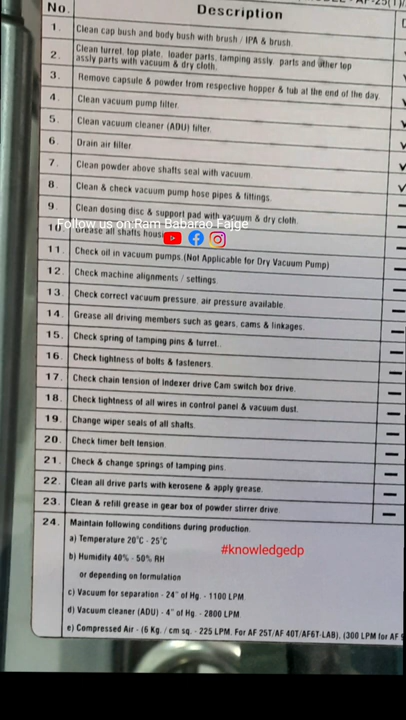 AF-25(T)/
No. Description
1. Clean cap bush and body bush with brush / IPA & brush.
2. Clean turret, top plate, loader parts, tamping assly. parts and other top
assly parts with vacuum & dry cloth.
3. Remove capsule & powder from respective hopper & tub at the end of the day.
4. Clean vacuum pump filter.
5. Clean vacuum cleaner (ADU) filter.
6. Drain air filler
7. Clean powder above shafts seal with vacuum.
8. Clean & check vacuum pump hose pipes & fittings.
9. Clean dosing disc & support pad with vacuum & dry cloth.
Follow us on:Ram Babarao Fajge
10. Grease all shafts
11. Check oil in vacuum pumps.(Not Applicable for Dry Vacuum Pump)
12. Check machine alignments / settings.
13. Check correct vacuum pressure, air pressure available.
14. Grease all driving members such as gears, cams & linkages.
15. Check spring of tamping pins & turret..
16. Check tightness of bolts & fasteners.
17. Check chain tension of Indexer drive Cam switch box drive.
18. Check tightness of all wires in control panel & vacuum dust.
19. Change wiper seals of all shafts.
20. Check timer belt tension.
21. Check & change springs of tamping pins.
22. Clean all drive parts with kerosene & apply grease.
23. Clean & refill grease in gear box of powder stirrer drive.
24. Maintain following conditions during production.
a) Temperature 20°C - 25°C
#knowledgedp
b) Humidity 40% - 50% RH
or depending on formulation
c) Vacuum for separation - 24" of Hg. - 1100 LPM.
d) Vacuum cleaner (ADU) - 4" of Hg. - 2800 LPM.
e) Compressed Air - (6 Kg. / cm sq. - 225 LPM. For AF 25T/AF 40T/AF6T-LAB), (300 LPM for AF